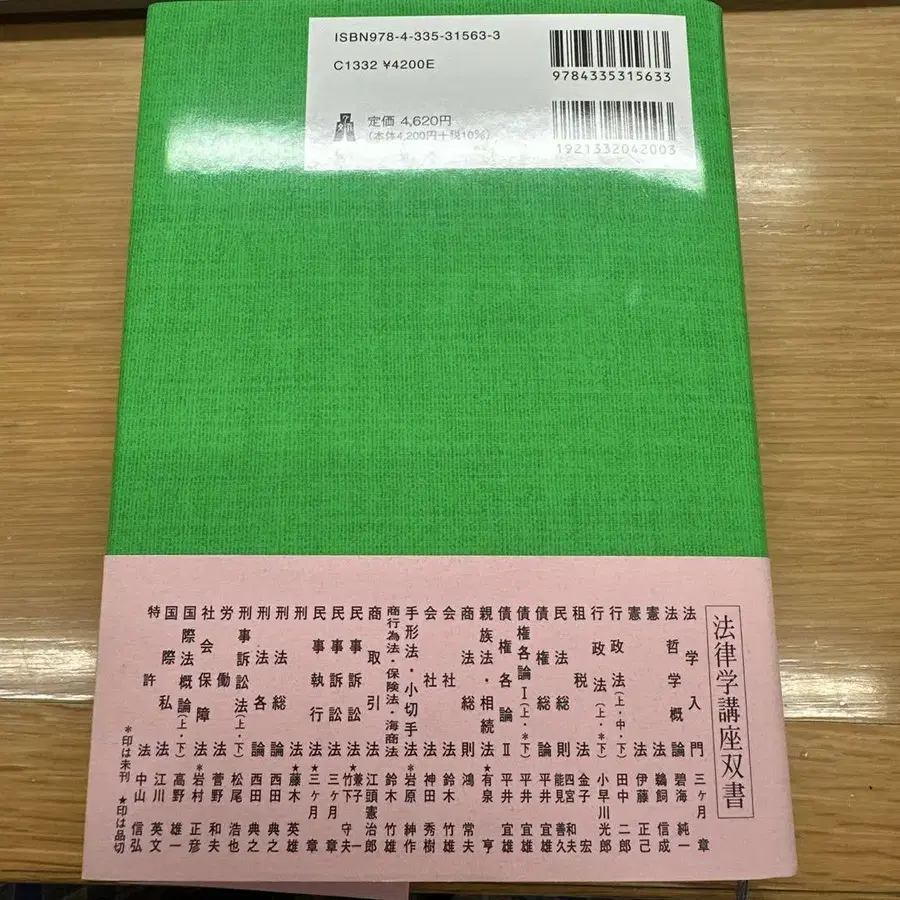 ISBN978-4-335-31563-3
C1332 ¥4200E
9784335315633
定価 4,620円
(本体4,200円+税10%)
1921332042003
法律学講座双書
法学入門 三ヶ月 章
法哲学概論 碧海 純一
憲法 鵜飼 信成
憲法 伊藤 正己
行政法(上・中・下) 田中 二郎
行政法(上・*下) 小早川 光郎
租税法 金子 宏
民法総則 四宮 和夫 能見 善久
債権総論 平井 宜雄
債権各論Ⅰ(上・*下) 平井 宜雄
債権各論Ⅱ 平井 宜雄
親族法・相続法 ★有泉 亨
商法総則 鴻 常夫
会社法 鈴木 竹雄
会社法 神田 秀樹
手形法・小切手法 *岩原 紳作
商行為法・保険法・海商法 鈴木 竹雄
商取引法 江頭 憲治郎
民事訴訟法 ★兼子 一 竹下 守夫
民事訴訟法 三ヶ月 章
民事執行法 ★三ヶ月 章
刑法 ★藤木 英雄
刑法総論 西田 典之
刑法各論 西田 典之
刑事訴訟法(上・下) 松尾 浩也
労働法 菅野 和夫
社会保障法 *岩村 正彦
国際法概論(上・下) 高野 雄一
国際私法 江川 英文
特許法 中山 信弘
*印は未刊 ★印は品切